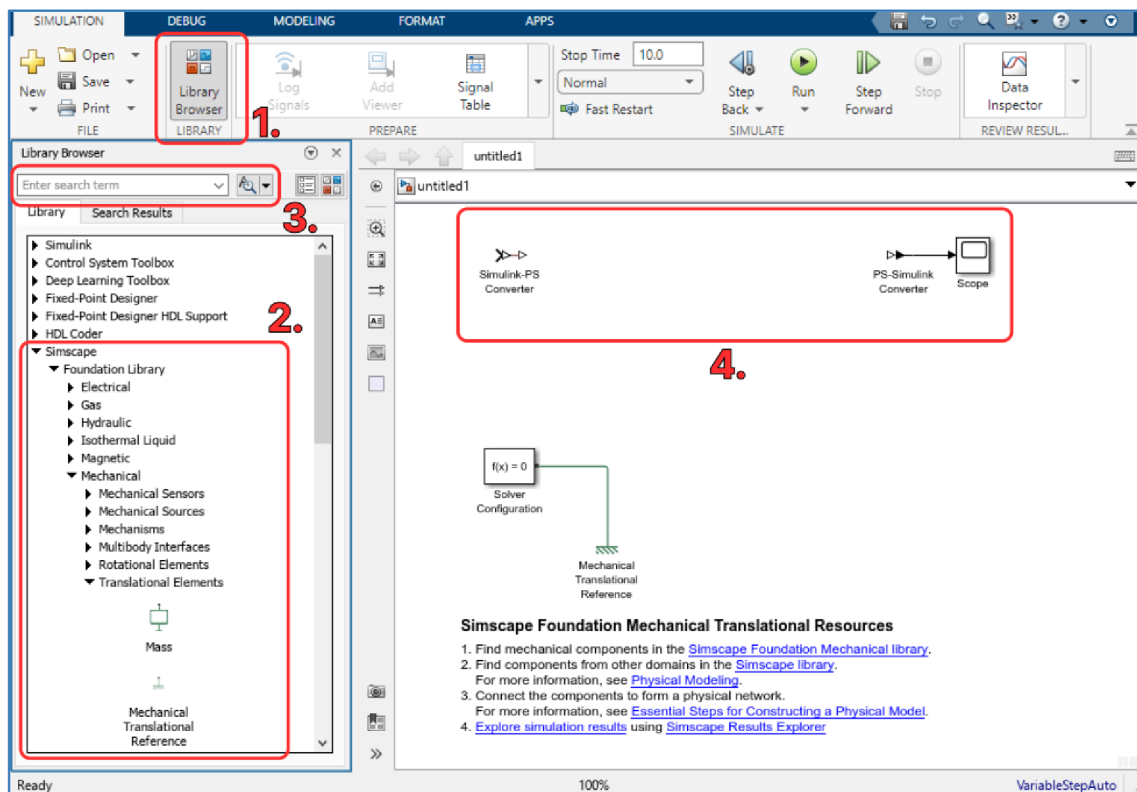 SIMULATION DEBUG MODELING FORMAT APPS
New
Open
Save
Print
FILE
Library
Browser
LIBRARY
1.
Log
Signals
Add
Viewer
Signal
Table
PREPARE
Stop Time 10.0
Normal
Fast Restart
Step
Back
Run
Step
Forward
Stop
SIMULATE
Data
Inspector
REVIEW RESUL...
Library Browser
Enter search term
3.
Library Search Results
Simulink
Control System Toolbox
Deep Learning Toolbox
Fixed-Point Designer
Fixed-Point Designer HDL Support
HDL Coder
2.
Simscape
Foundation Library
Electrical
Gas
Hydraulic
Isothermal Liquid
Magnetic
Mechanical
Mechanical Sensors
Mechanical Sources
Mechanisms
Multibody Interfaces
Rotational Elements
Translational Elements
Mass
Mechanical
Translational
Reference
untitled1
untitled1
Simulink-PS
Converter
PS-Simulink
Converter
Scope
4.
f(x) = 0
Solver
Configuration
Mechanical
Translational
Reference
Simscape Foundation Mechanical Translational Resources
1. Find mechanical components in the Simscape Foundation Mechanical library.
2. Find components from other domains in the Simscape library.
For more information, see Physical Modeling.
3. Connect the components to form a physical network.
For more information, see Essential Steps for Constructing a Physical Model.
4. Explore simulation results using Simscape Results Explorer
Ready 100% VariableStepAuto